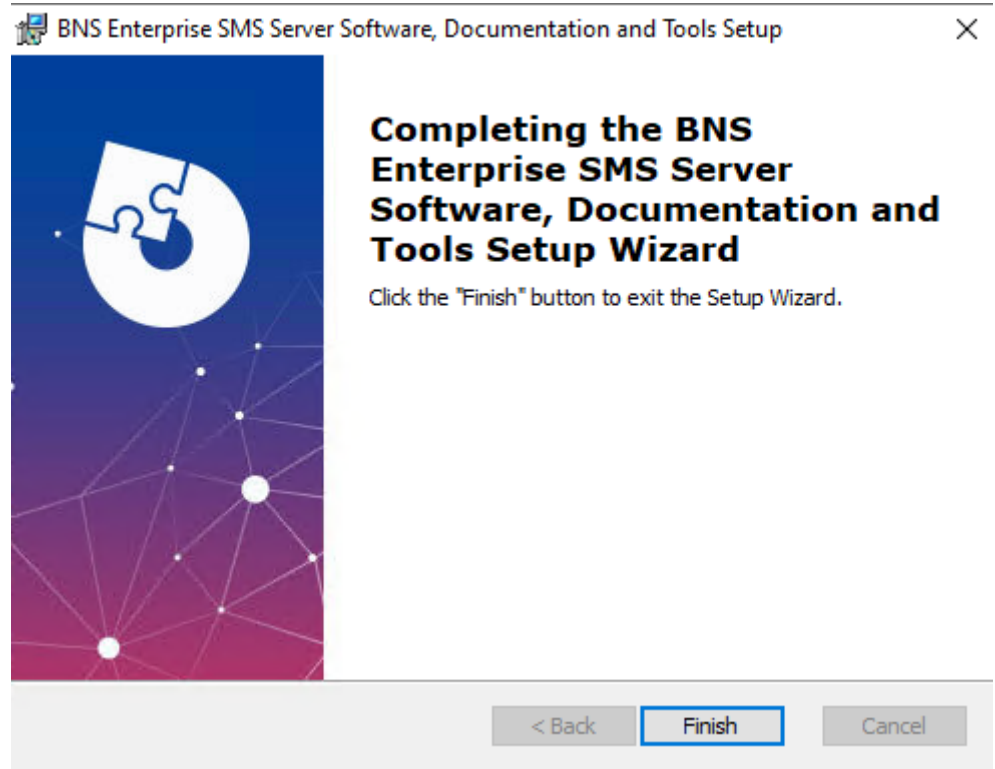 BNS Enterprise SMS Server Software, Documentation and Tools Setup
Completing the BNS
Enterprise SMS Server
Software, Documentation and
Tools Setup Wizard
Click the "Finish" button to exit the Setup Wizard.
< Back
Finish
Cancel